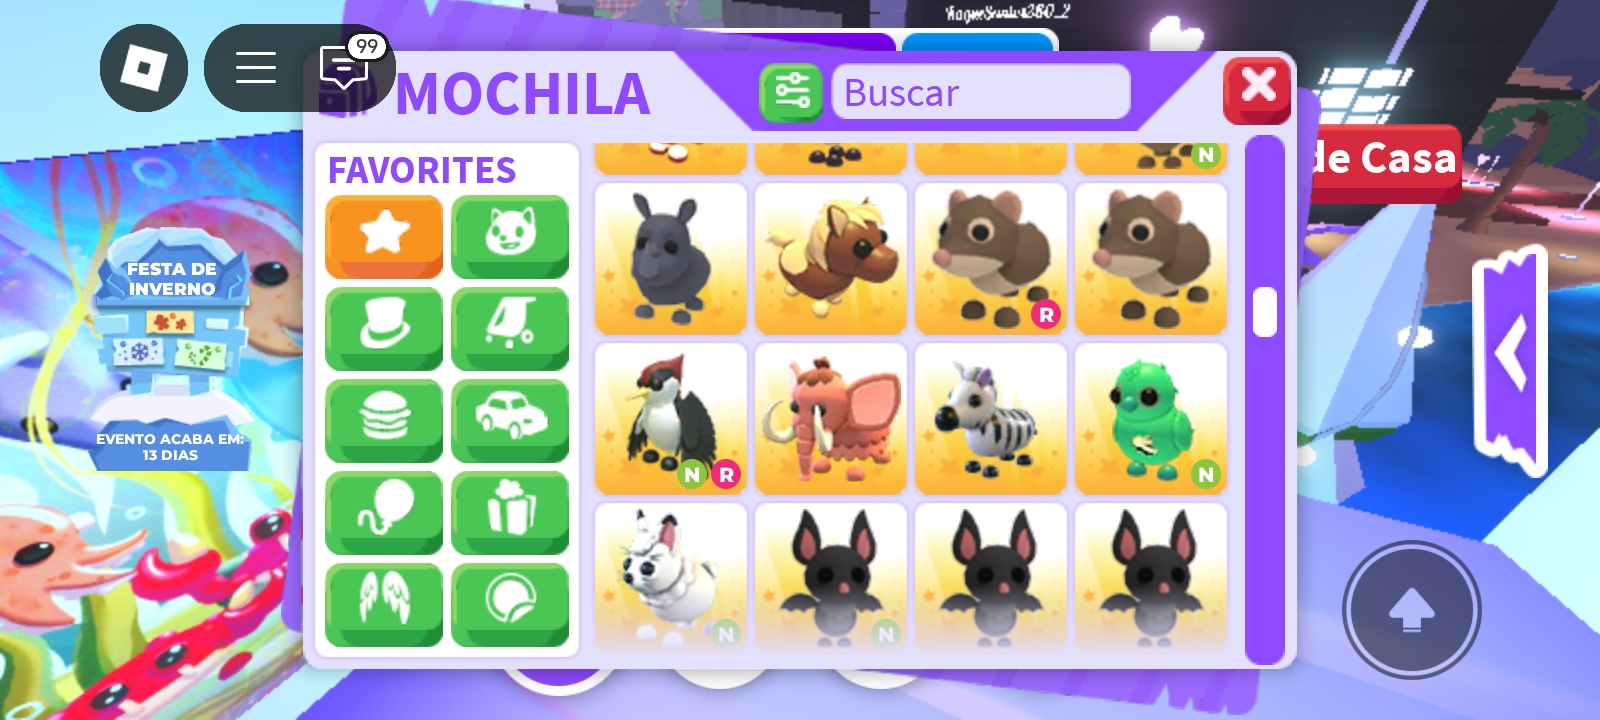 99
MOCHILA
Buscar
FAVORITES
de Casa
N
R
N
R
N
N
N
FESTA DE
INVERNO
EVENTO ACABA EM:
13 DIAS